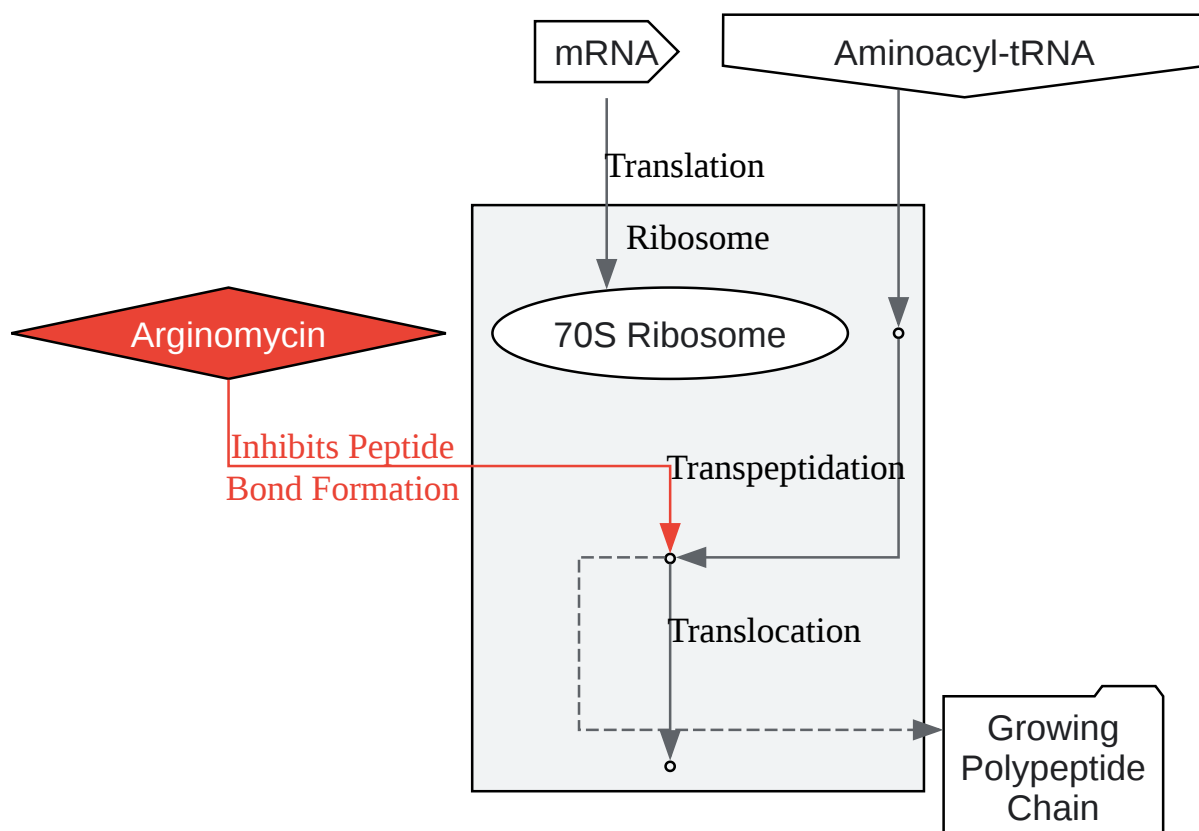 mRNA
Aminoacyl-tRNA
Translation
Ribosome
Arginomycin
70S Ribosome
Inhibits Peptide
Bond Formation
Transpeptidation
Translocation
Growing
Polypeptide
Chain